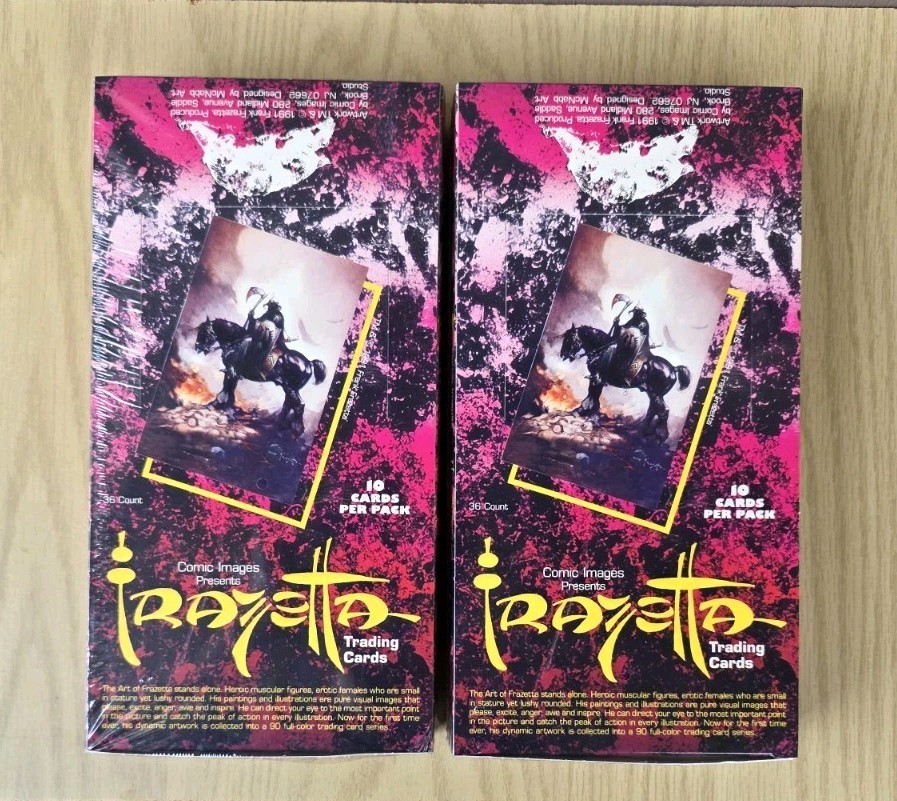 Artwork TM & © 1991 Frank Frazetta. Produced
by Comic Images, 280 Midland Avenue, Saddle
Brook, NJ 07662. Designed by McNabb Art
Studio
Frank Frazetta
36 Count
10
CARDS
PER PACK
Comic Images
Presents
FRAZETTA
Trading
Cards
The Art of Frazetta stands alone. Heroic muscular figures, erotic females who are small
in stature yet lushy rounded. His paintings and illustrations are pure visual images that
please, excite, anger, awe and inspire. He can direct your eye to the most important point
in the picture and catch the peak of action in every illustration. Now for the first time
ever, his dynamic artwork is collected into a 90 full-color trading card series.
Artwork TM & © 1991 Frank Frazetta. Produced
by Comic Images, 280 Midland Avenue, Saddle
Brook, NJ 07662. Designed by McNabb Art
Studio
TM & Frank Frazetta
36 Count
10
CARDS
PER PACK
Comic Images
Presents
FRAZETTA
Trading
Cards
The Art of Frazetta stands alone. Heroic muscular figures, erotic females who are small
in stature yet lushy rounded. His paintings and illustrations are pure visual images that
please, excite, anger, awe and inspire. He can direct your eye to the most important point
in the picture and catch the peak of action in every illustration. Now for the first time
ever, his dynamic artwork is collected into a 90 full-color trading card series.